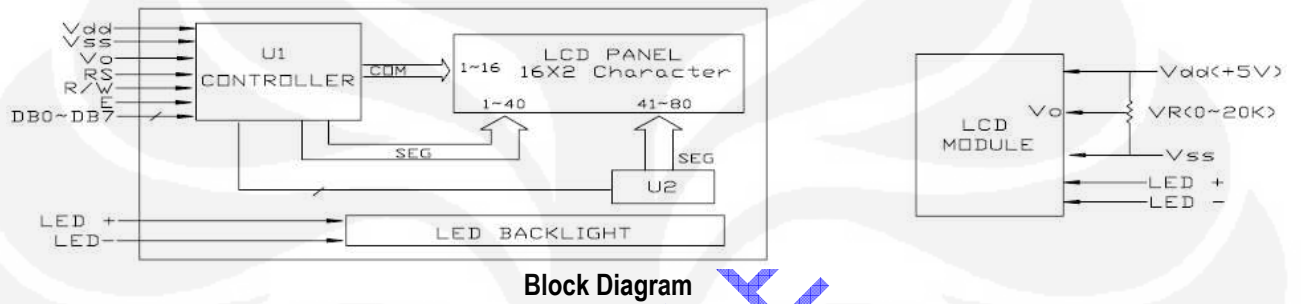 Vdd
Vss
Vo
RS
R/W
E
DB0~DB7
U1
CONTROLLER
COM
1~16
LCD PANEL
16X2 Character
1~40
41~80
SEG
SEG
U2
LED +
LED-
LED BACKLIGHT
LCD
MODULE
Vdd(+5V)
Vo
VR(0~20K)
Vss
LED +
LED -
Block Diagram